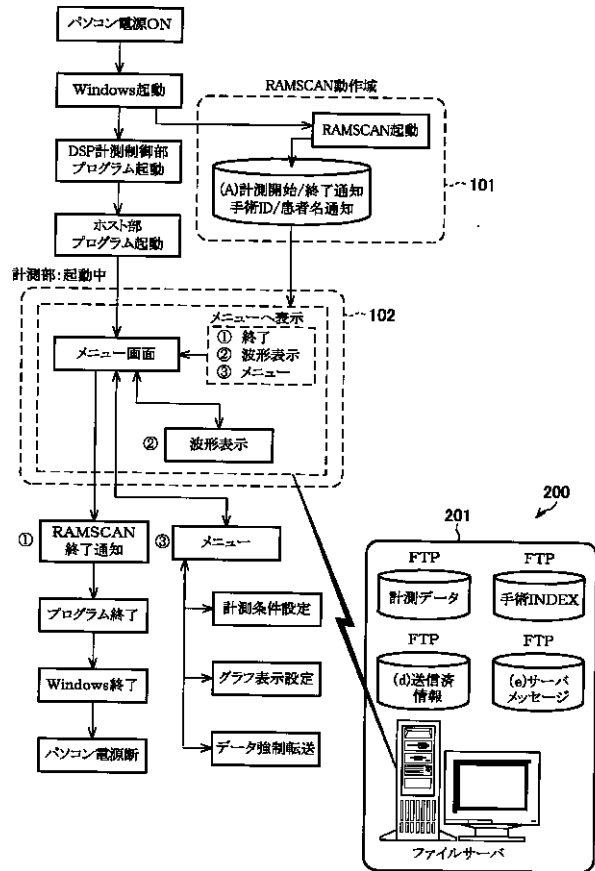 パソコン電源ON
Windows起動
RAMSCAN動作域
RAMSCAN起動
DSP計測制御部
プログラム起動
(A)計測開始/終了通知
手術ID/患者名通知
101
ホスト部
プログラム起動
計測部:起動中
102
メニューへ表示
① 終了
② 波形表示
③ メニュー
メニュー画面
② 波形表示
① RAMSCAN
終了通知
③ メニュー
プログラム終了
計測条件設定
Windows終了
グラフ表示設定
パソコン電源断
データ強制転送
200
201
FTP
計測データ
FTP
手術INDEX
FTP
(d)送信済
情報
FTP
(e)サーバ
メッセージ
ファイルサーバ